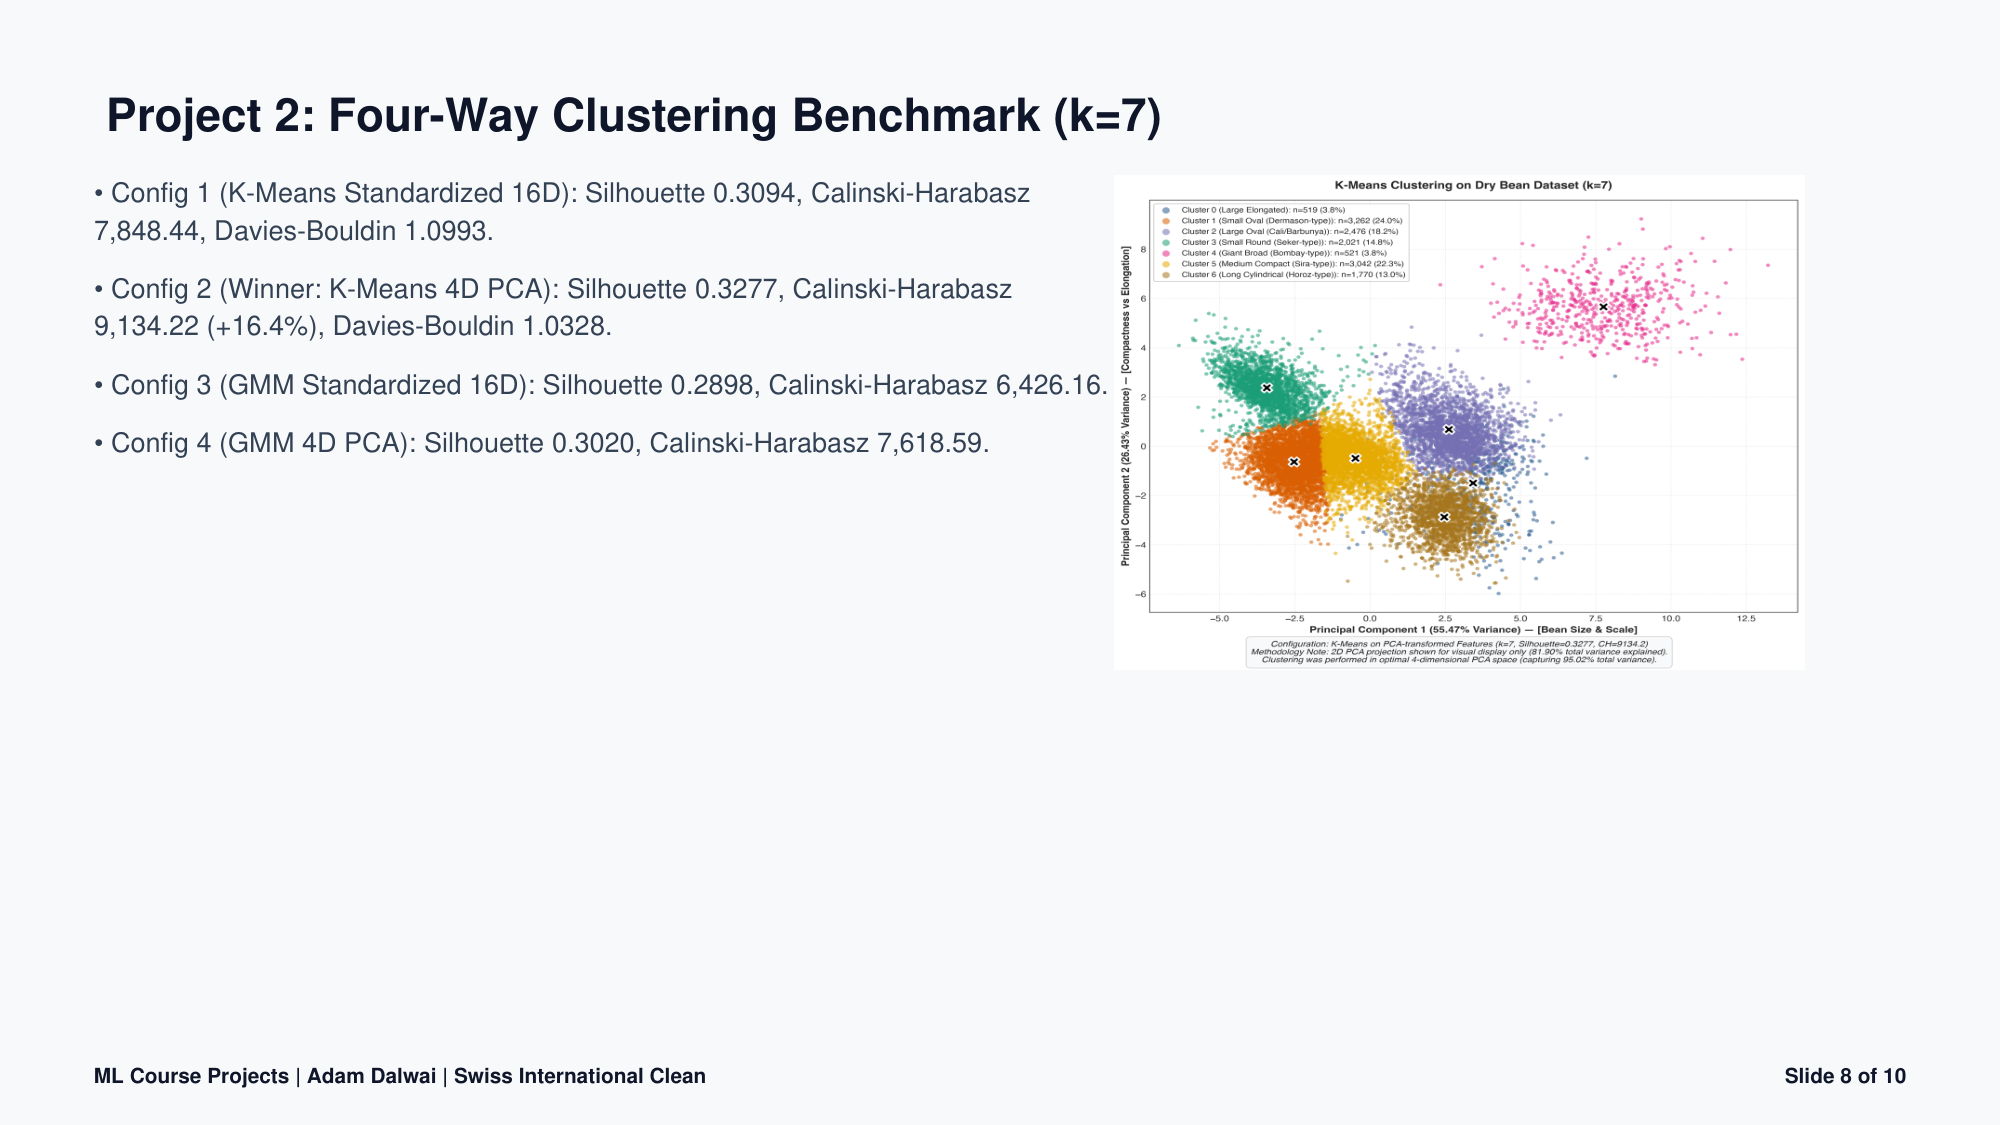 Project 2: Four-Way Clustering Benchmark (k=7)
• Config 1 (K-Means Standardized 16D): Silhouette 0.3094, Calinski-Harabasz
7,848.44, Davies-Bouldin 1.0993.
• Config 2 (Winner: K-Means 4D PCA): Silhouette 0.3277, Calinski-Harabasz
9,134.22 (+16.4%), Davies-Bouldin 1.0328.
• Config 3 (GMM Standardized 16D): Silhouette 0.2898, Calinski-Harabasz 6,426.16.
• Config 4 (GMM 4D PCA): Silhouette 0.3020, Calinski-Harabasz 7,618.59.
K-Means Clustering on Dry Bean Dataset (k=7)
Cluster 0 (Large Elongated): n=519 (3.8%)
Cluster 1 (Small Oval (Dermason-type)): n=3,262 (24.0%)
Cluster 2 (Large Oval (Cali/Barbunya)): n=2,476 (18.2%)
Cluster 3 (Small Round (Seker-type)): n=2,021 (14.8%)
Cluster 4 (Giant Broad (Bombay-type)): n=521 (3.8%)
Cluster 5 (Medium Compact (Sira-type)): n=3,042 (22.3%)
Cluster 6 (Long Cylindrical (Horoz-type)): n=1,770 (13.0%)
Principal Component 2 (26.43% Variance) — [Compactness vs Elongation]
8
6
4
2
0
−2
−4
−6
−5.0 −2.5 0.0 2.5 5.0 7.5 10.0 12.5
Principal Component 1 (55.47% Variance) — [Bean Size & Scale]
Configuration: K-Means on PCA-transformed Features (k=7, Silhouette=0.3277, CH=9134.2)
Methodology Note: 2D PCA projection shown for visual display only (81.90% total variance explained).
Clustering was performed in optimal 4-dimensional PCA space (capturing 95.02% total variance).
ML Course Projects | Adam Dalwai | Swiss International Clean
Slide 8 of 10